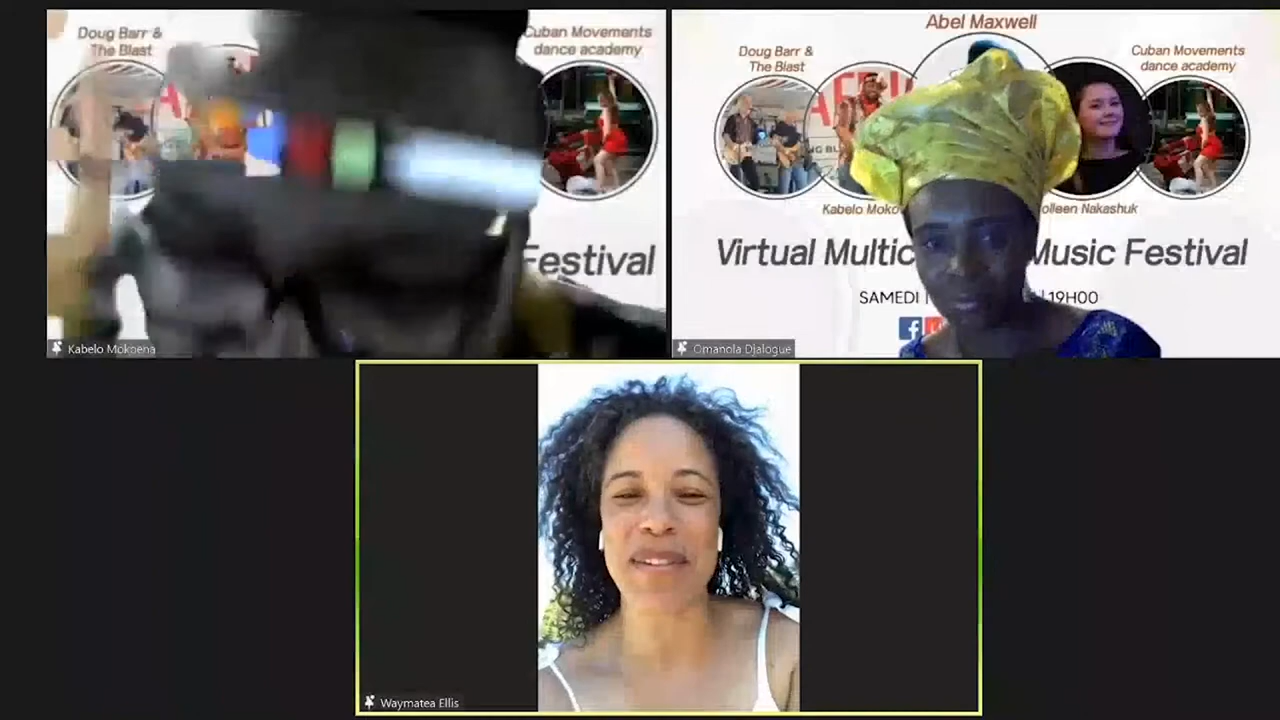 Doug Barr &
The Blast
Cuban Movements
dance academy
Festival
Kabelo Mokoena
Abel Maxwell
Doug Barr &
The Blast
Cuban Movements
dance academy
Kabelo Moko
olleen Nakashuk
Virtual Multic
Music Festival
SAMEDI
19H00
Omanola Djalogue
Waymatea Ellis